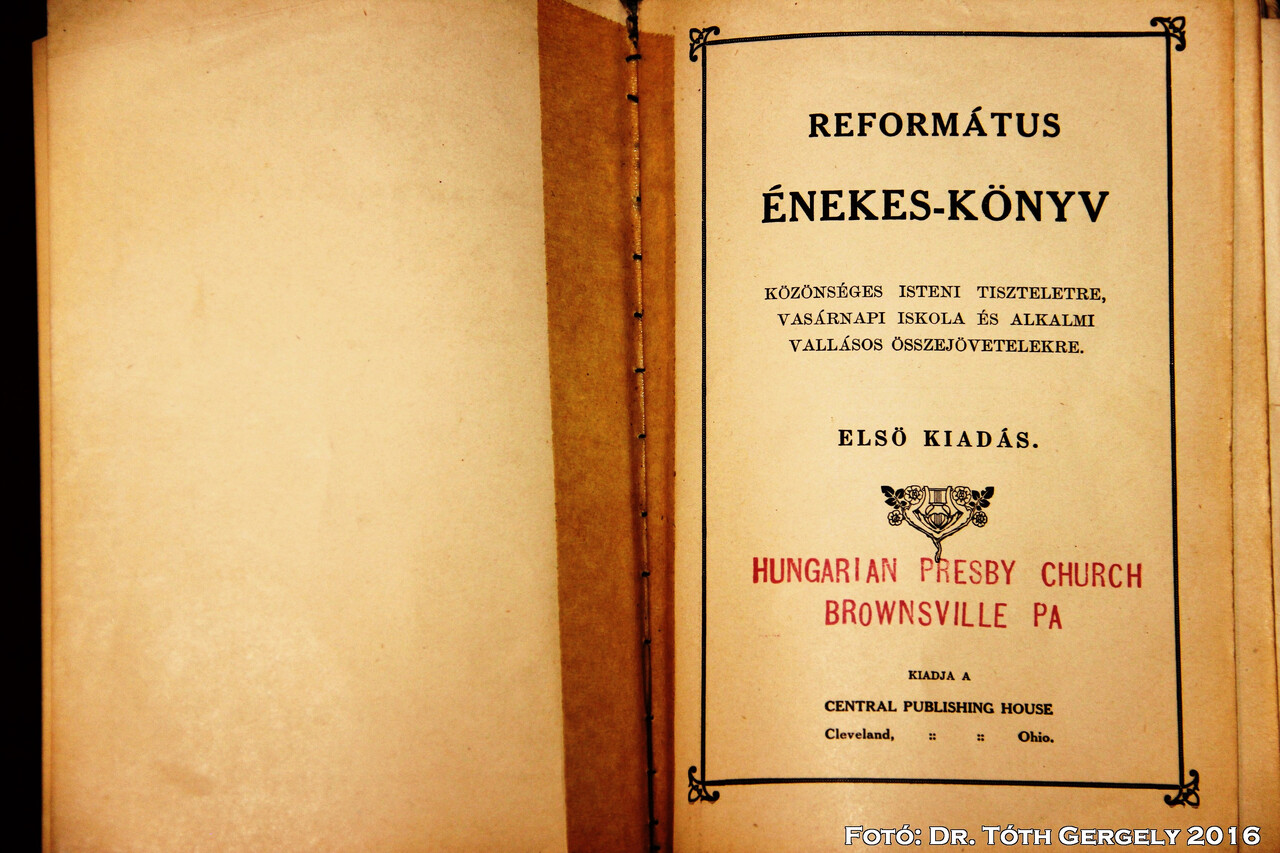 REFORMÁTUS
ÉNEKES-KÖNYV
KÖZÖNSÉGES ISTENI TISZTELETRE,
VASÁRNAPI ISKOLA ÉS ALKALMI
VALLÁSOS ÖSSZEJÖVETELEKRE.
ELSÖ KIADÁS.
HUNGARIAN PRESBY CHURCH
BROWNSVILLE PA
KIADJA A
CENTRAL PUBLISHING HOUSE
Cleveland, :: :: Ohio.
Fotó: Dr. Tóth Gergely 2016